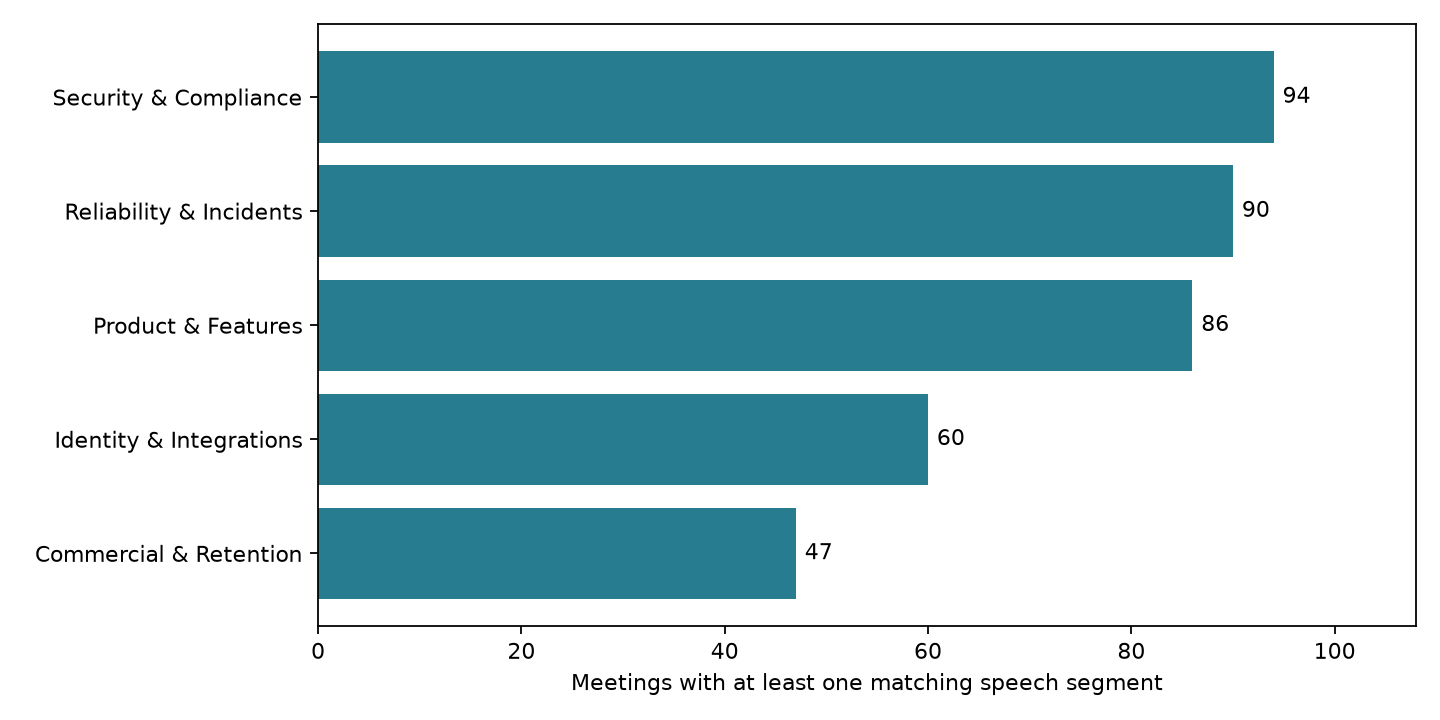 Security & Compliance
94
Reliability & Incidents
90
Product & Features
86
Identity & Integrations
60
Commercial & Retention
47
0 20 40 60 80 100
Meetings with at least one matching speech segment